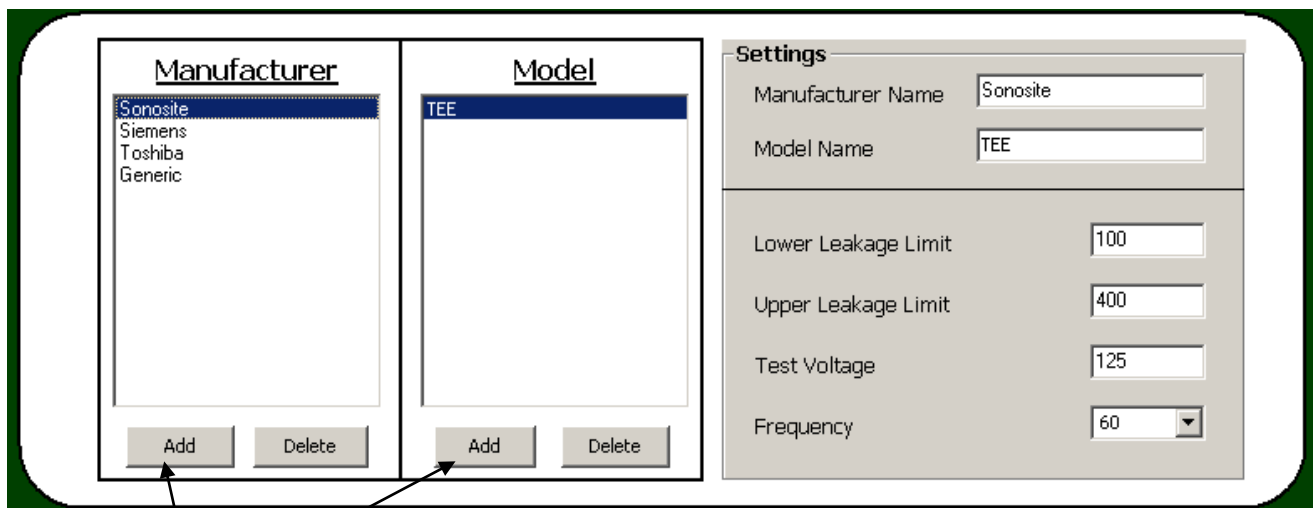 Manufacturer
Sonosite
Siemens
Toshiba
Generic
Add Delete
Model
TEE
Add Delete
Settings
Manufacturer Name Sonosite
Model Name TEE
Lower Leakage Limit 100
Upper Leakage Limit 400
Test Voltage 125
Frequency 60